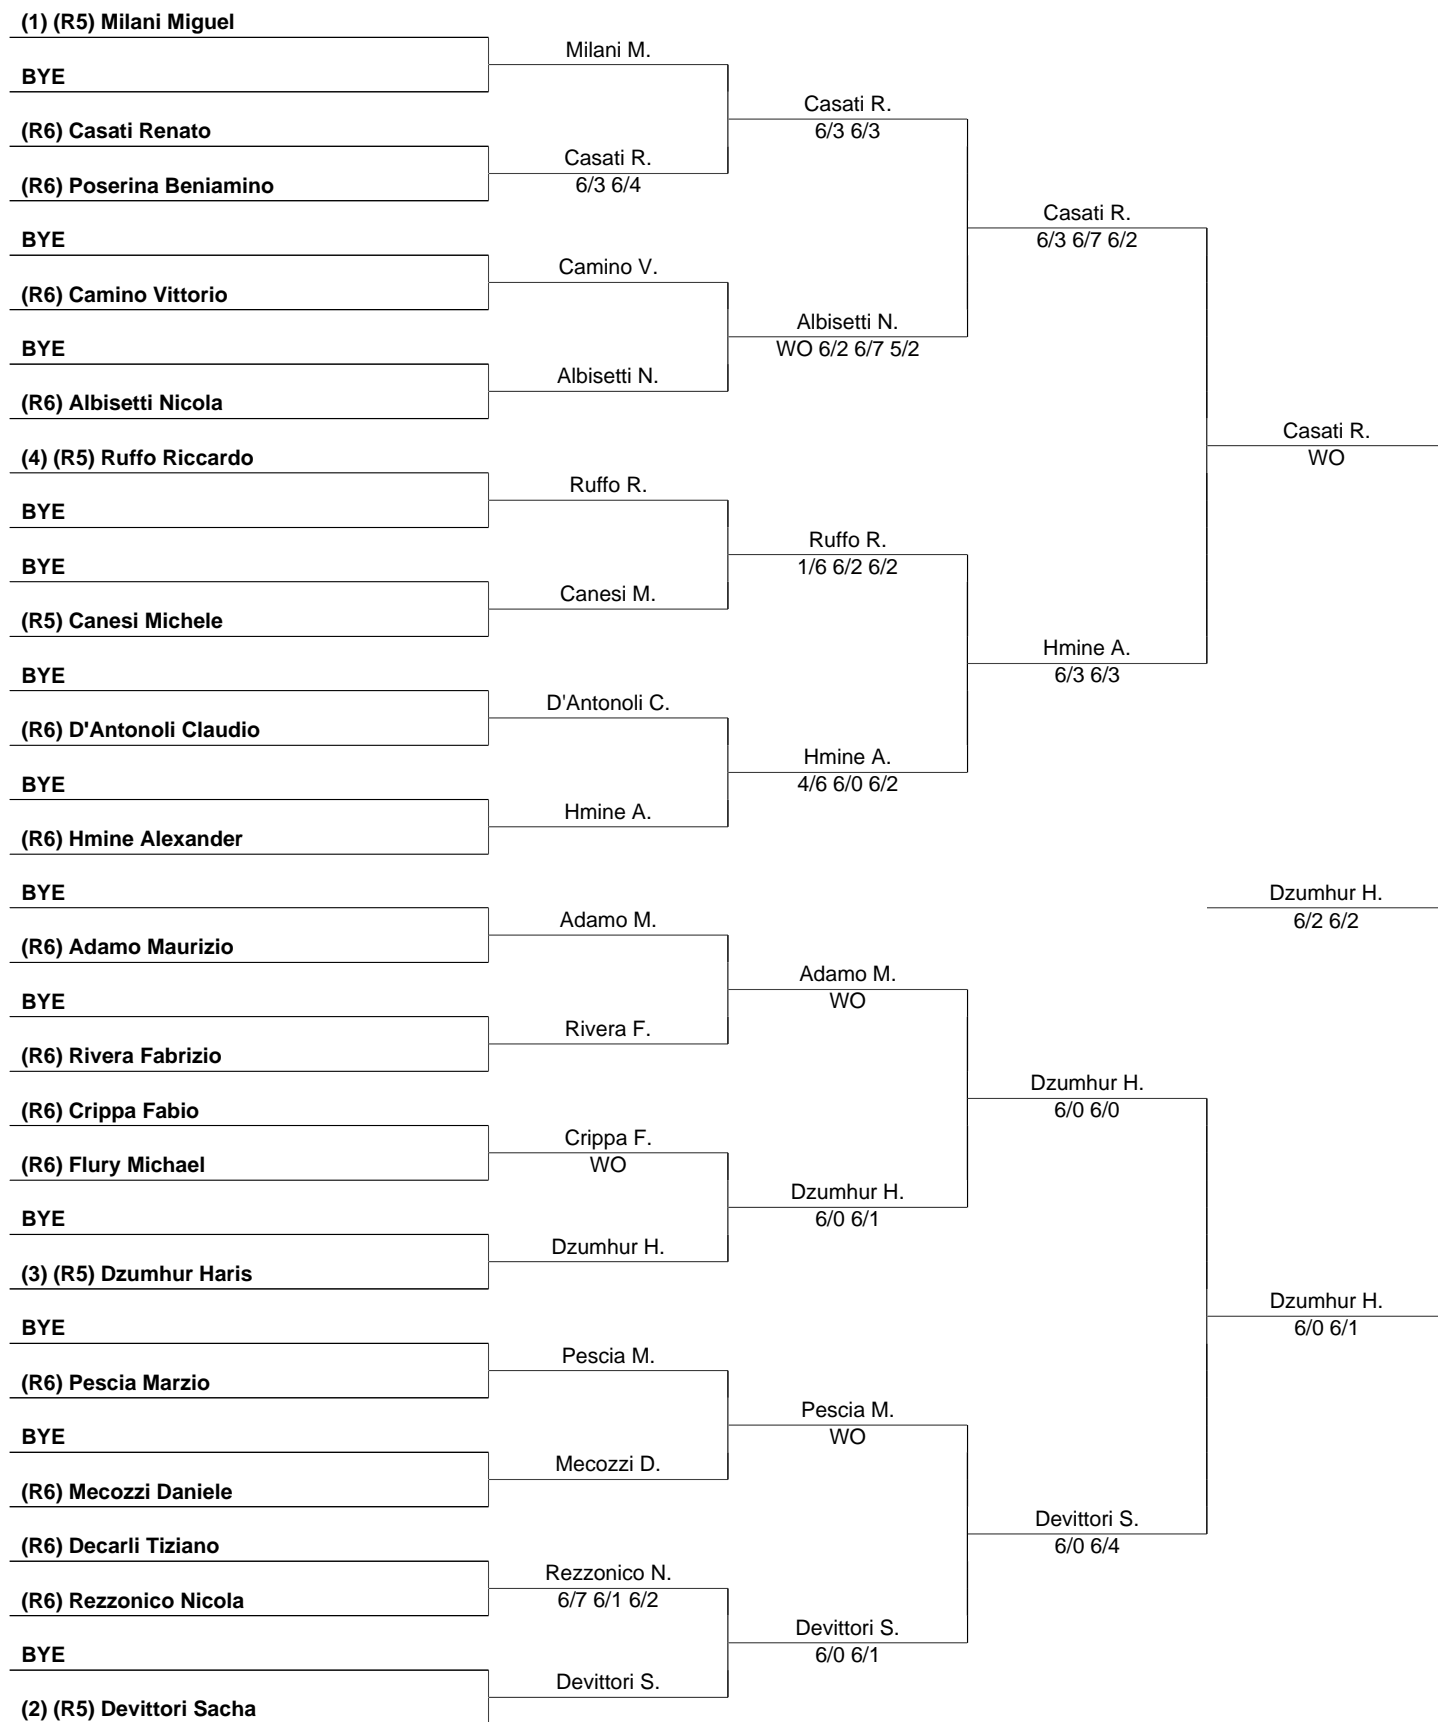 (1) (R5) Milani Miguel
Milani M.
BYE
Casati R.
6/3 6/3
(R6) Casati Renato
Casati R.
6/3 6/4
(R6) Poserina Beniamino
Casati R.
6/3 6/7 6/2
BYE
Camino V.
(R6) Camino Vittorio
Albisetti N.
WO 6/2 6/7 5/2
BYE
Albisetti N.
(R6) Albisetti Nicola
Casati R.
WO
(4) (R5) Ruffo Riccardo
Ruffo R.
BYE
Ruffo R.
1/6 6/2 6/2
BYE
Canesi M.
(R5) Canesi Michele
Hmine A.
6/3 6/3
BYE
D'Antonoli C.
(R6) D'Antonoli Claudio
Hmine A.
4/6 6/0 6/2
BYE
Hmine A.
(R6) Hmine Alexander
BYE
Dzumhur H.
6/2 6/2
Adamo M.
(R6) Adamo Maurizio
Adamo M.
WO
BYE
Rivera F.
(R6) Rivera Fabrizio
Dzumhur H.
6/0 6/0
(R6) Crippa Fabio
Crippa F.
WO
(R6) Flury Michael
Dzumhur H.
6/0 6/1
BYE
Dzumhur H.
(3) (R5) Dzumhur Haris
Dzumhur H.
6/0 6/1
BYE
Pescia M.
(R6) Pescia Marzio
Pescia M.
WO
BYE
Mecozzi D.
(R6) Mecozzi Daniele
Devittori S.
6/0 6/4
(R6) Decarli Tiziano
Rezzonico N.
6/7 6/1 6/2
(R6) Rezzonico Nicola
Devittori S.
6/0 6/1
BYE
Devittori S.
(2) (R5) Devittori Sacha